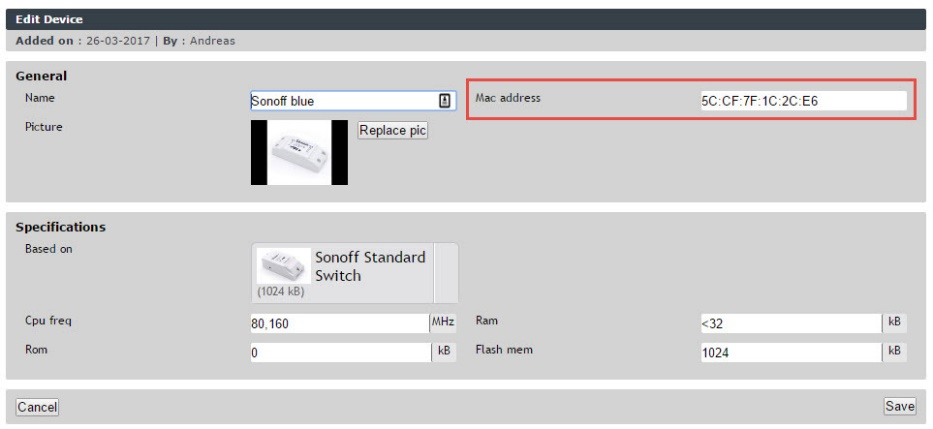 Edit Device
Added on : 26-03-2017 | By : Andreas
General
Name Sonoff blue Mac address 5C:CF:7F:1C:2C:E6
Picture Replace pic
Specifications
Based on Sonoff Standard
Switch
(1024 kB)
Cpu freq 80,160 MHz Ram <32 kB
Rom 0 kB Flash mem 1024 kB
Cancel Save